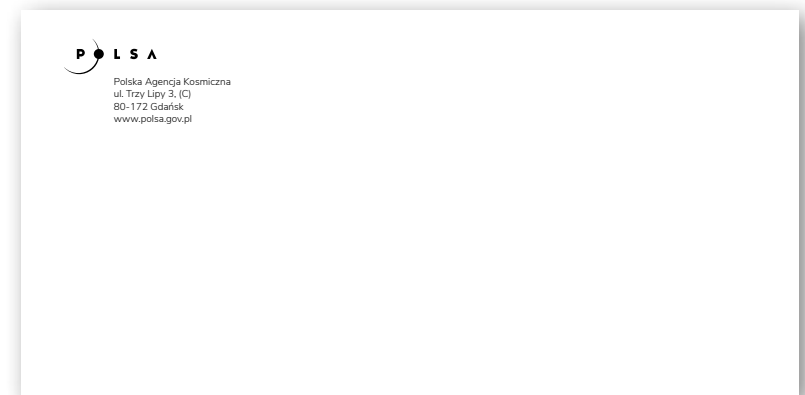 POLSA
Polska Agencja Kosmiczna
ul. Trzy Lipy 3, (C)
80-172 Gdańsk
www.polsa.gov.pl